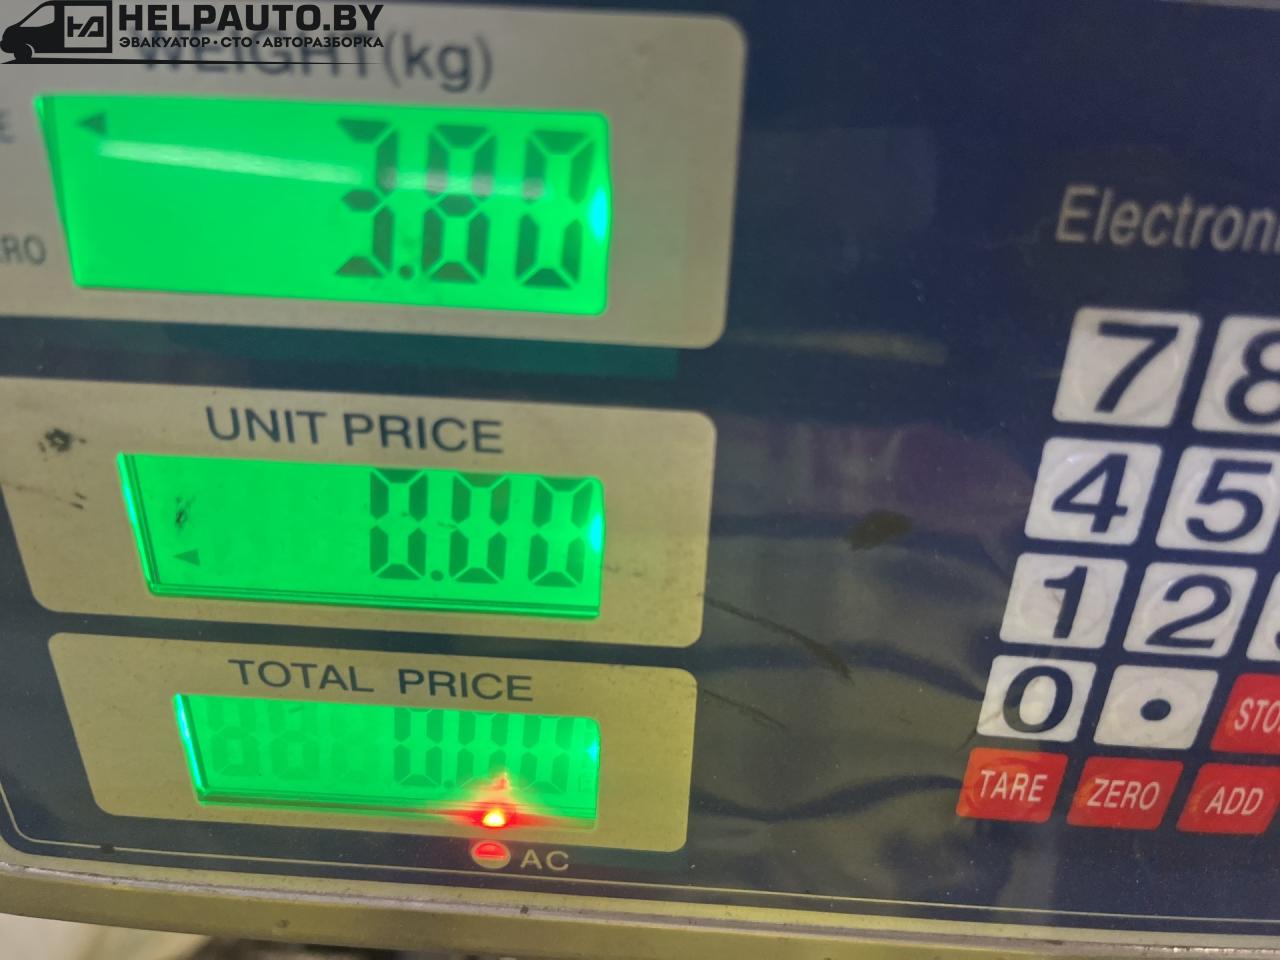 HELPAUTO.BY
ЭВАКУАТОР·СТО·АВТОРАЗБОРКА
WEIGHT(kg)
3.80
Electroni
UNIT PRICE
0.00
TOTAL PRICE
0.00
AC
7 8
4 5
1 2
0 .
TARE ZERO ADD